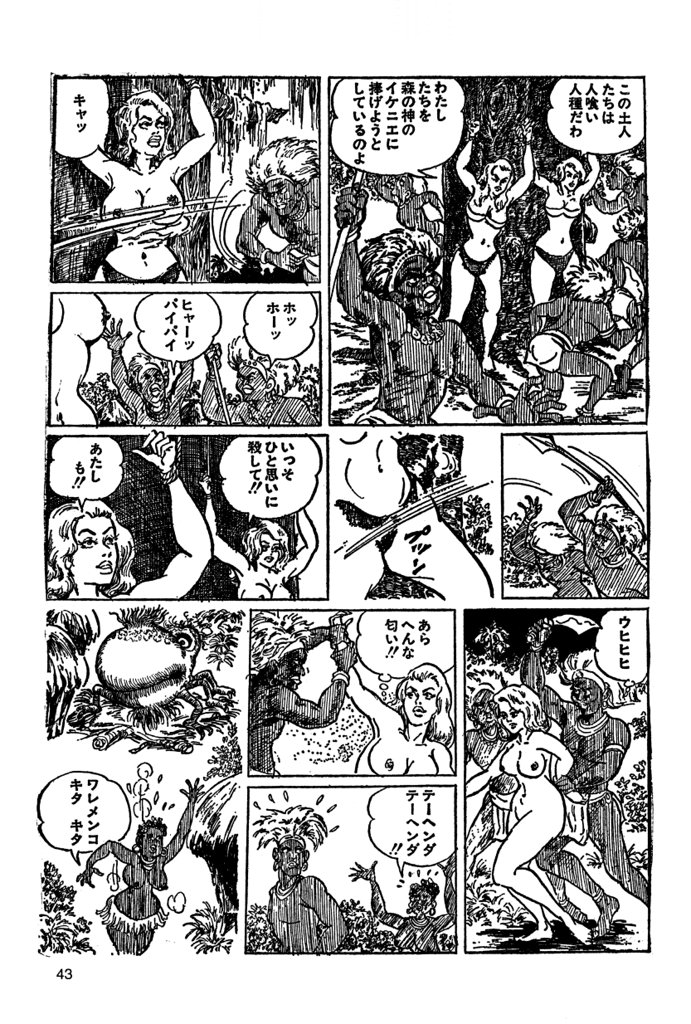 この土人
たちは
人喰い
人種だわ
わたし
たちを
森の神の
イケニエに
捧げようと
しているのよ
キャッ
ホッ
ホーッ
ヒャーッ
パイパイ
プッツー
いっそ
ひと思いに
殺して!!
あたし
も!!
ウヒヒヒ
あら
へんな
匂い!!
テーヘンダ
テーヘンダ
!!
ワレメンコ
キタ キタ
43